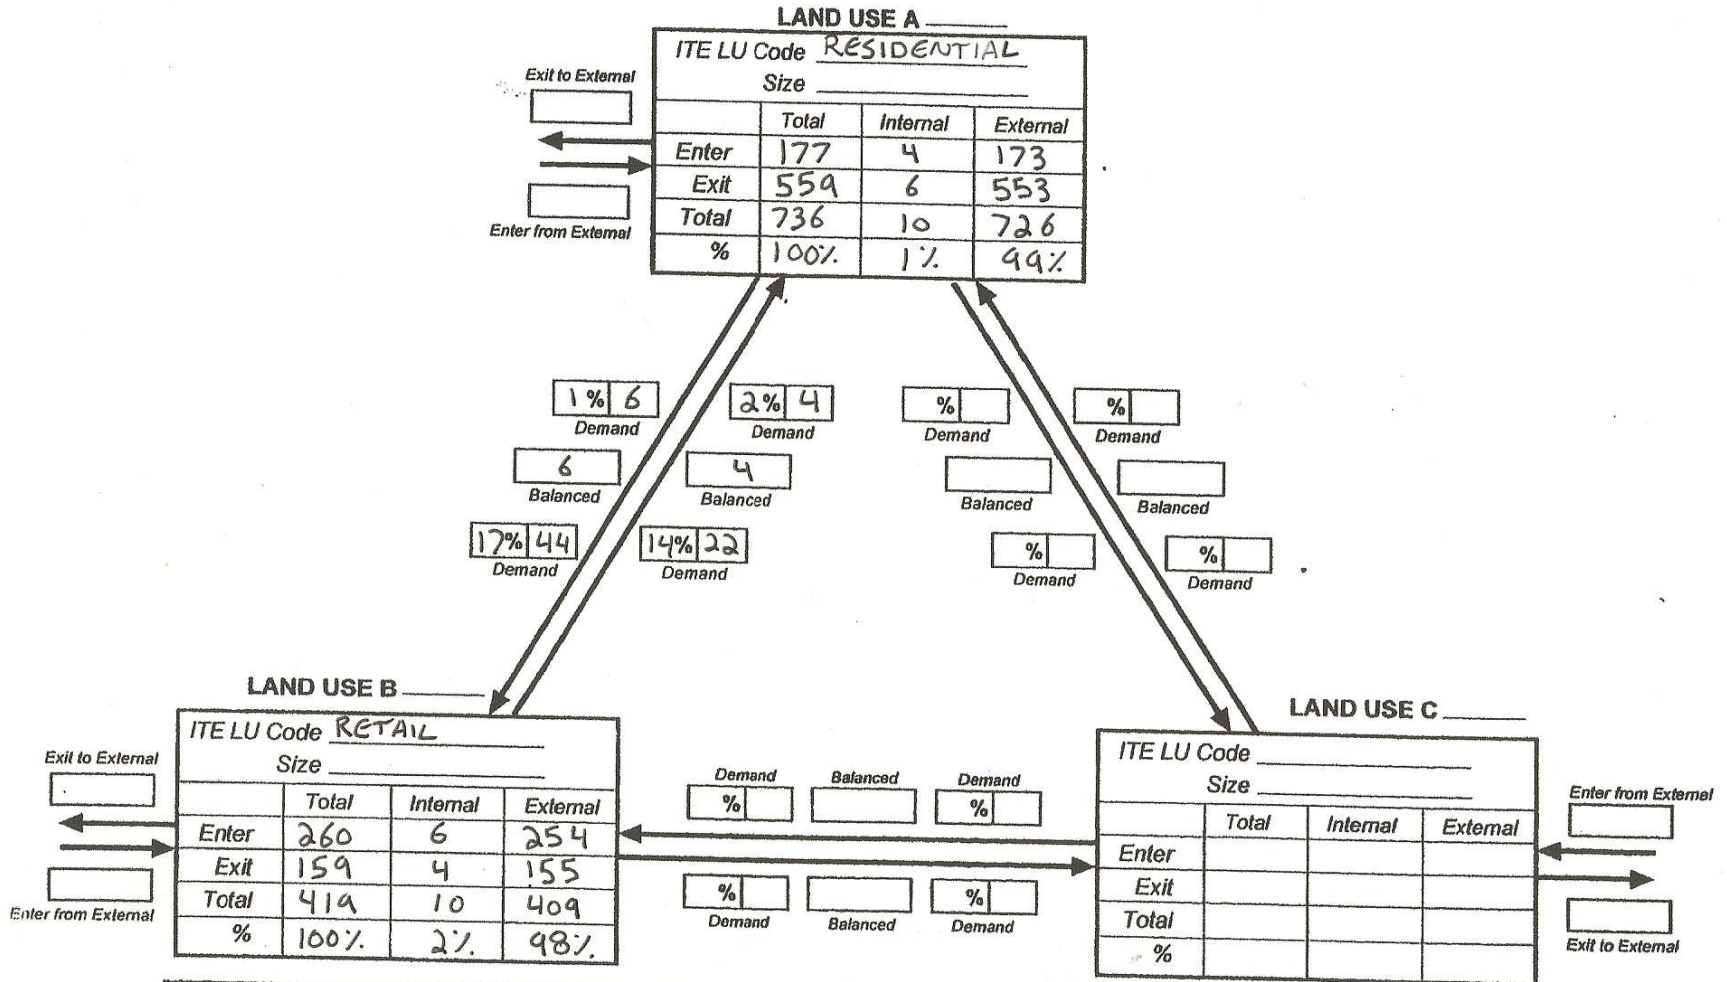 LAND USE A
ITE LU Code RESIDENTIAL
Size
Exit to External
Total Internal External
Enter 177 4 173
Exit 559 6 553
Total 736 10 726
% 100% 1% 99%
Enter from External
1 % 6 2 % 4 % %
Demand Demand Demand Demand
6 4
Balanced Balanced Balanced Balanced
17% 44 14% 22 % %
Demand Demand Demand Demand
LAND USE B
ITE LU Code RETAIL
Size
Exit to External
Total Internal External
Enter 260 6 254
Exit 159 4 155
Total 419 10 409
% 100% 2% 98%
Enter from External
Demand Balanced Demand
% %
% %
Demand Balanced Demand
LAND USE C
ITE LU Code
Size
Enter from External
Total Internal External
Enter
Exit
Total
%
Exit to External